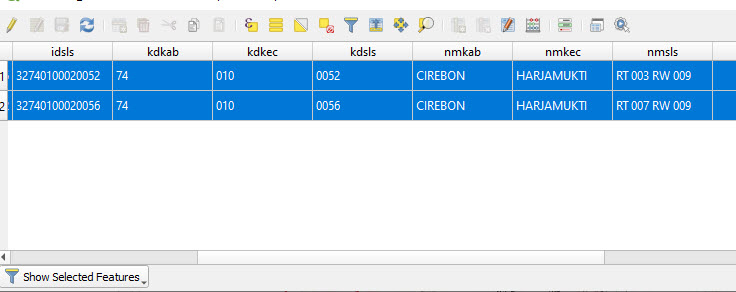 idsls kdkab kdkec kdsls nmkab nmkec nmsls
1 32740100020052 74 010 0052 CIREBON HARJAMUKTI RT 003 RW 009
2 32740100020056 74 010 0056 CIREBON HARJAMUKTI RT 007 RW 009
Show Selected Features